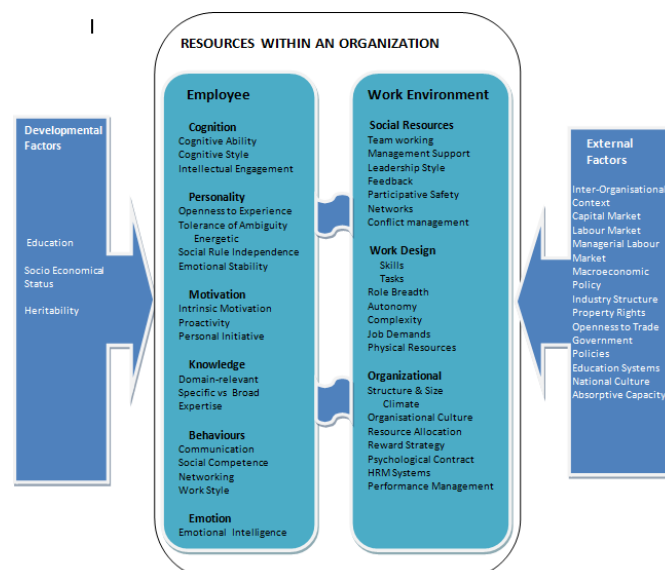 I
RESOURCES WITHIN AN ORGANIZATION
Developmental
Factors
Education
Socio Economical
Status
Heritability
Employee
Cognition
Cognitive Ability
Cognitive Style
Intellectual Engagement
Personality
Openness to Experience
Tolerance of Ambiguity
Energetic
Social Rule Independence
Emotional Stability
Motivation
Intrinsic Motivation
Proactivity
Personal Initiative
Knowledge
Domain-relevant
Specific vs Broad
Expertise
Behaviours
Communication
Social Competence
Networking
Work Style
Emotion
Emotional Intelligence
Work Environment
Social Resources
Team working
Management Support
Leadership Style
Feedback
Participative Safety
Networks
Conflict management
Work Design
Skills
Tasks
Role Breadth
Autonomy
Complexity
Job Demands
Physical Resources
Organizational
Structure & Size
Climate
Organisational Culture
Resource Allocation
Reward Strategy
Psychological Contract
HRM Systems
Performance Management
External
Factors
Inter-Organisational
Context
Capital Market
Labour Market
Managerial Labour
Market
Macroeconomic
Policy
Industry Structure
Property Rights
Openness to Trade
Government
Policies
Education Systems
National Culture
Absorptive Capacity